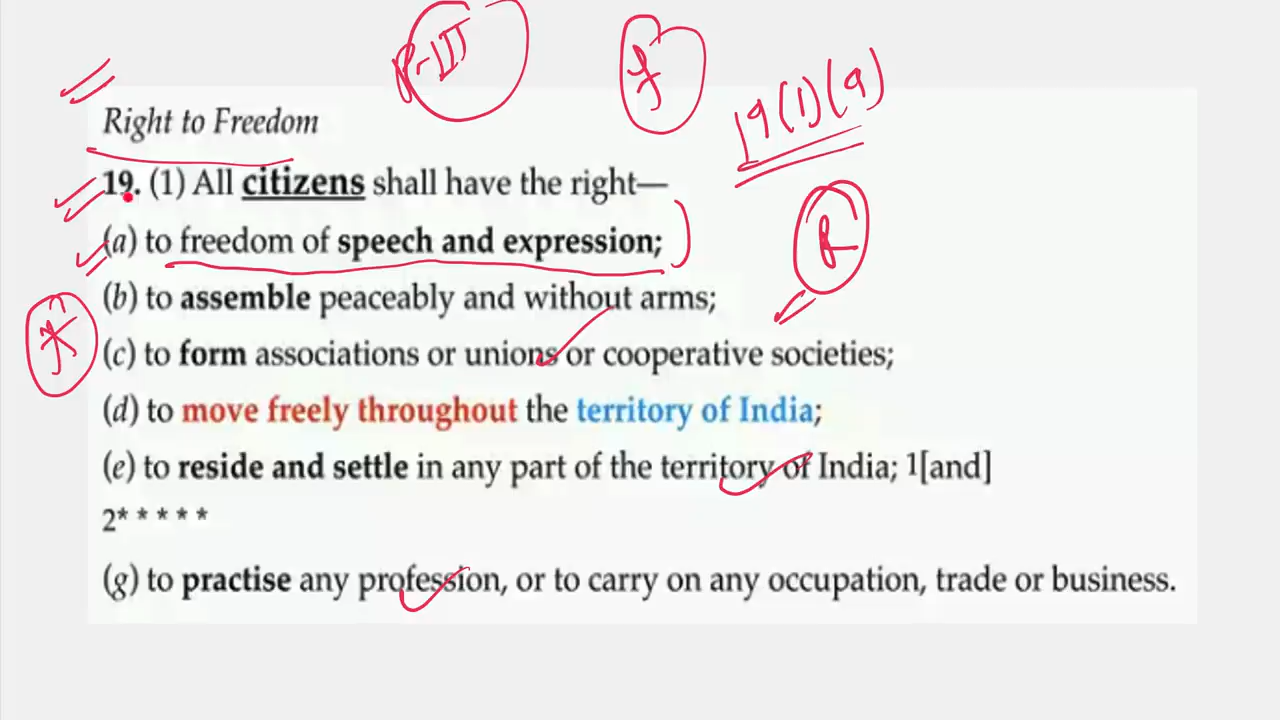 P-III
f
19(1)(a)
Right to Freedom
19. (1) All citizens shall have the right—
(a) to freedom of speech and expression;
R
(b) to assemble peaceably and without arms;
(c) to form associations or unions or cooperative societies;
(d) to move freely throughout the territory of India;
(e) to reside and settle in any part of the territory of India; 1[and]
2* * * * *
(g) to practise any profession, or to carry on any occupation, trade or business.